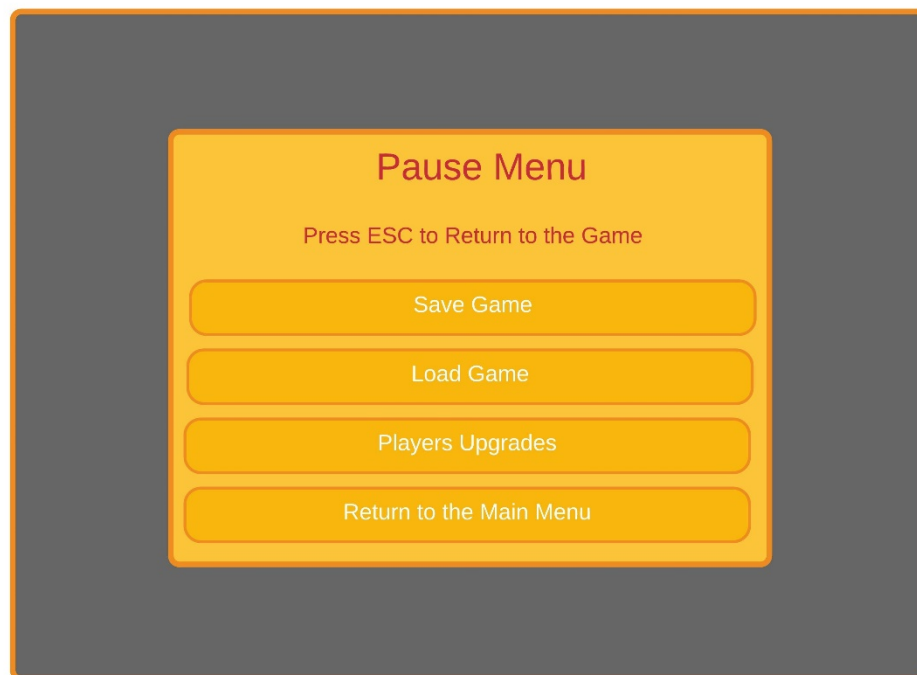 Pause Menu
Press ESC to Return to the Game
Save Game
Load Game
Players Upgrades
Return to the Main Menu